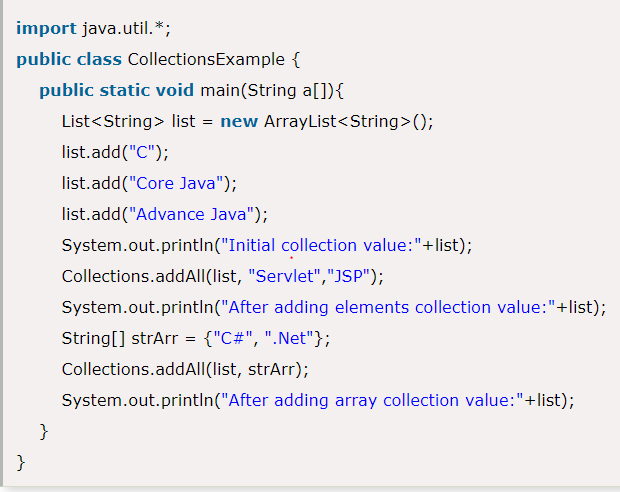 import java.util.*;
public class CollectionsExample {
public static void main(String a[]){
List<String> list = new ArrayList<String>();
list.add("C");
list.add("Core Java");
list.add("Advance Java");
System.out.println("Initial collection value:"+list);
Collections.addAll(list, "Servlet","JSP");
System.out.println("After adding elements collection value:"+list);
String[] strArr = {"C#", ".Net"};
Collections.addAll(list, strArr);
System.out.println("After adding array collection value:"+list);
}
}